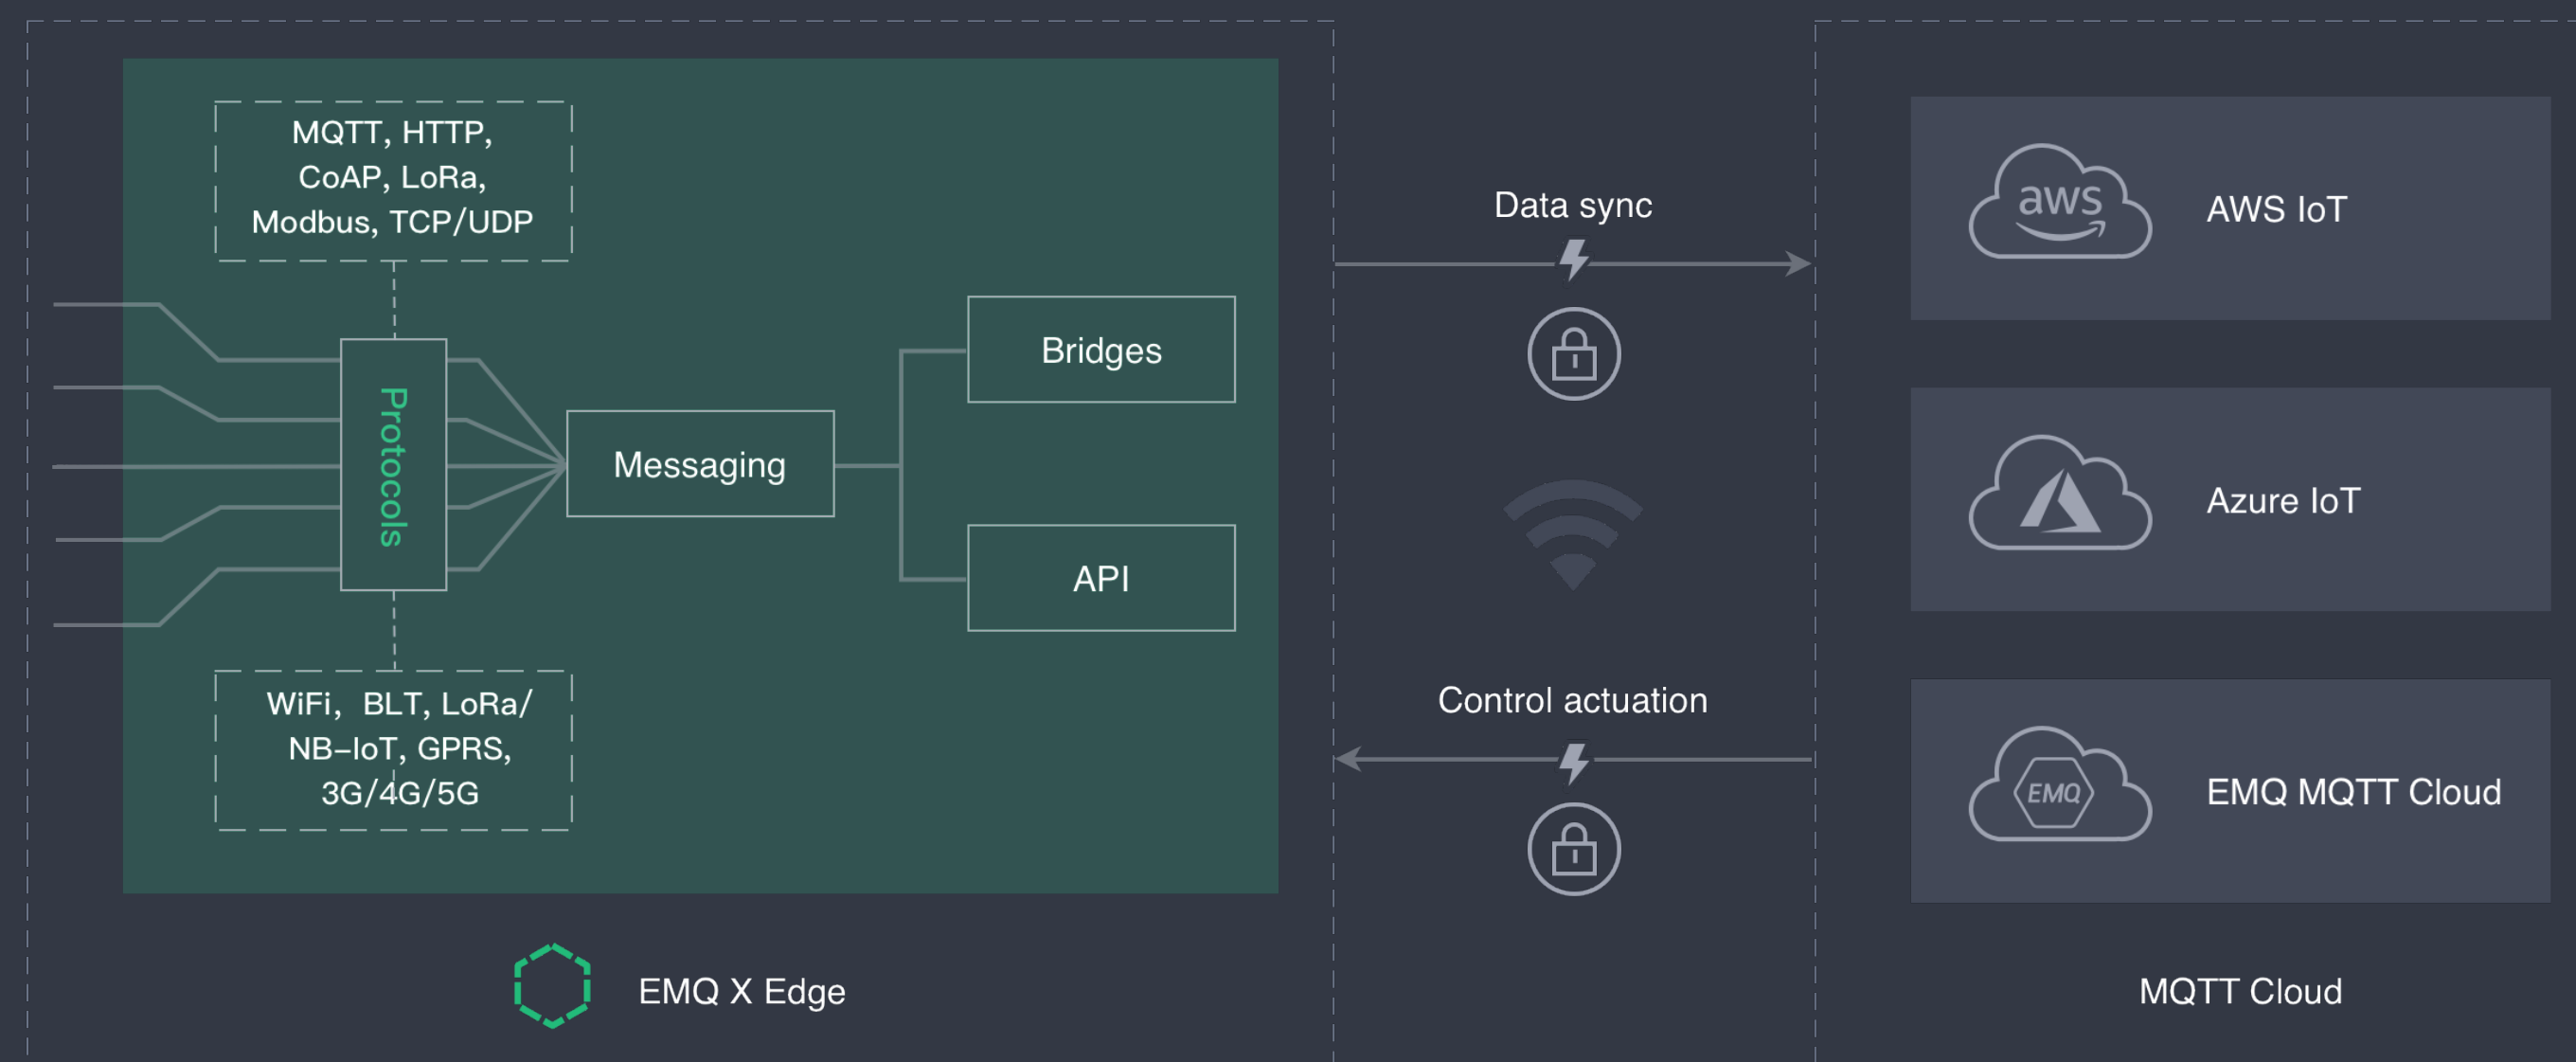 MQTT, HTTP,
CoAP, LoRa,
Modbus, TCP/UDP
Protocols
WiFi,  BLT, LoRa/
NB–IoT, GPRS,
3G/4G/5G
Messaging
Bridges
API
EMQ X Edge
Data sync
Control actuation
aws
AWS IoT
Azure IoT
EMQ
EMQ MQTT Cloud
MQTT Cloud